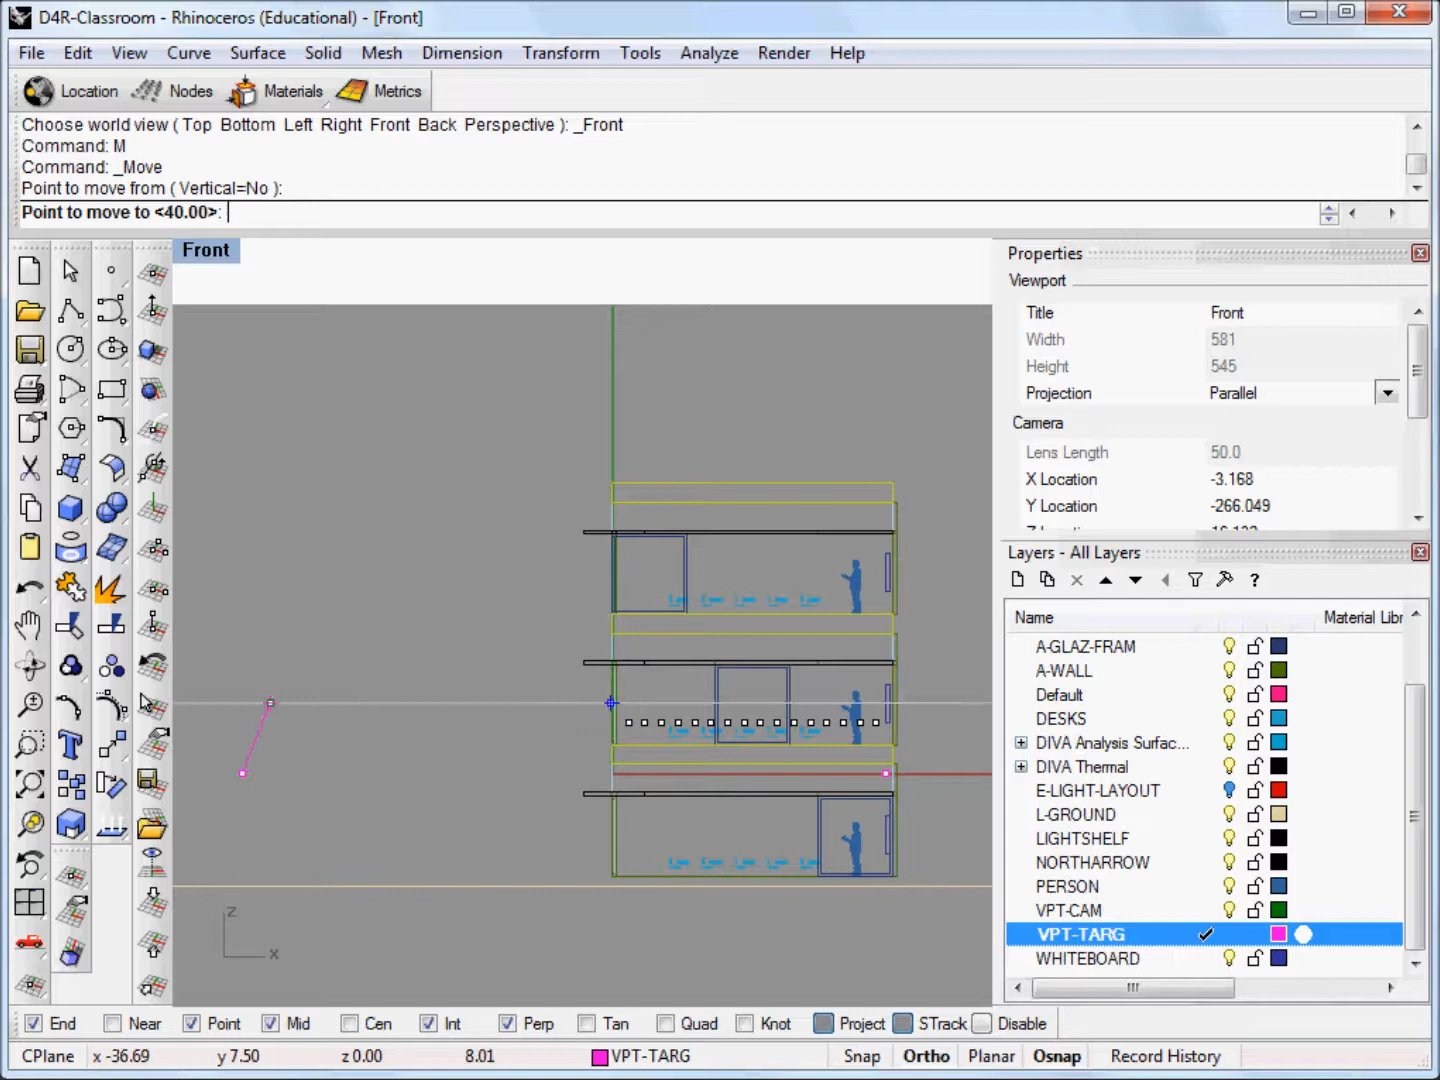 D4R-Classroom - Rhinoceros (Educational) - [Front]
File Edit View Curve Surface Solid Mesh Dimension Transform Tools Analyze Render Help
Location Nodes Materials Metrics
Choose world view ( Top Bottom Left Right Front Back Perspective ): _Front
Command: M
Command: _Move
Point to move from ( Vertical=No ):
Point to move to <40.00>:
Front
Properties
Viewport
Title Front
Width 581
Height 545
Projection Parallel
Camera
Lens Length 50.0
X Location -3.168
Y Location -266.049
Layers - All Layers
?
Name Material Libr
A-GLAZ-FRAM
A-WALL
Default
DESKS
DIVA Analysis Surfac...
DIVA Thermal
E-LIGHT-LAYOUT
L-GROUND
LIGHTSHELF
NORTHARROW
PERSON
VPT-CAM
VPT-TARG
WHITEBOARD
z
x
End Near Point Mid Cen Int Perp Tan Quad Knot Project STrack Disable
CPlane x -36.69 y 7.50 z 0.00 8.01 VPT-TARG Snap Ortho Planar Osnap Record History